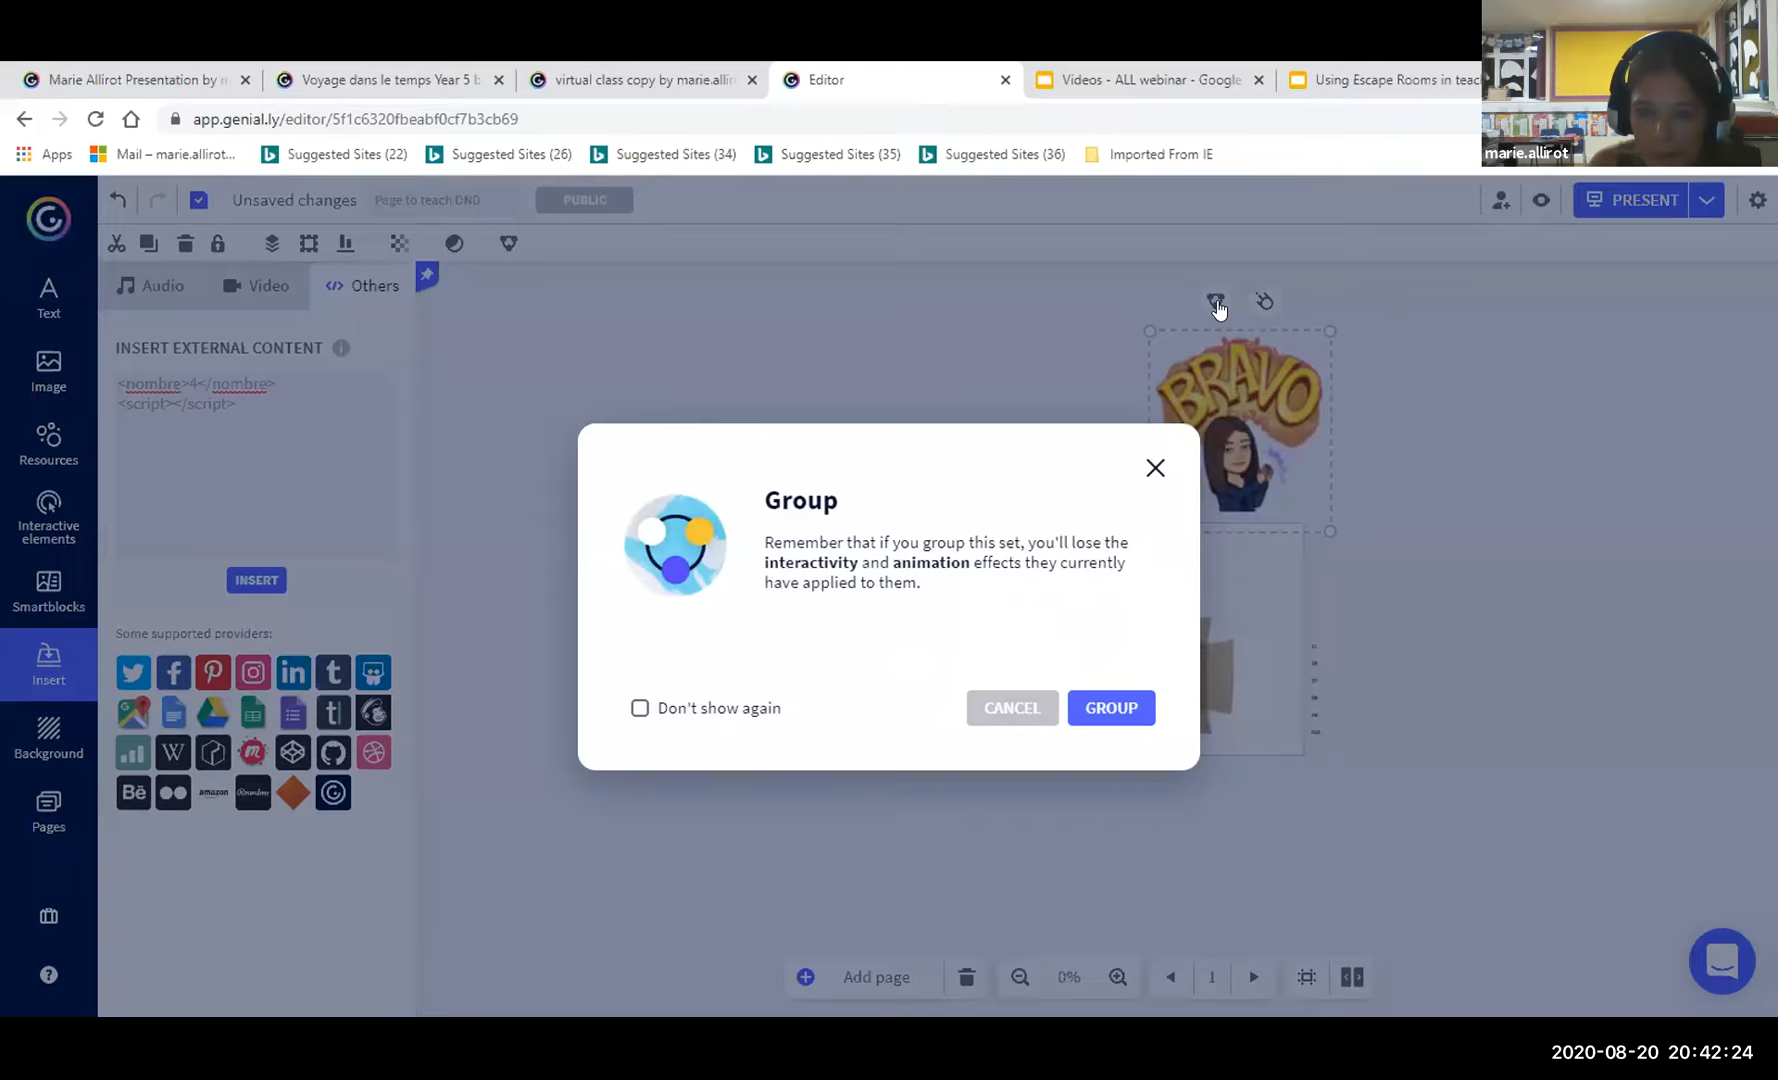 Marie Allirot Presentation by
Voyage dans le temps Year 5 b
virtual class copy by marie.allir
Editor
Videos - ALL webinar - Google
Using Escape Rooms in teac
app.genial.ly/editor/5f1c6320fbeabf0cf7b3cb69
Apps
Mail – marie.allirot...
Suggested Sites (22)
Suggested Sites (26)
Suggested Sites (34)
Suggested Sites (35)
Suggested Sites (36)
Imported From IE
marie.allirot
Unsaved changes
Page to teach DND
PUBLIC
PRESENT
Text
Image
Resources
Interactive
elements
Smartblocks
Insert
Background
Pages
Audio
Video
Others
INSERT EXTERNAL CONTENT
<nombre>4</nombre>
<script></script>
INSERT
Some supported providers:
amazon
BRAVO
Group
Remember that if you group this set, you'll lose the
interactivity and animation effects they currently
have applied to them.
Don't show again
CANCEL
GROUP
Add page
0%
1
2020-08-20 20:42:24